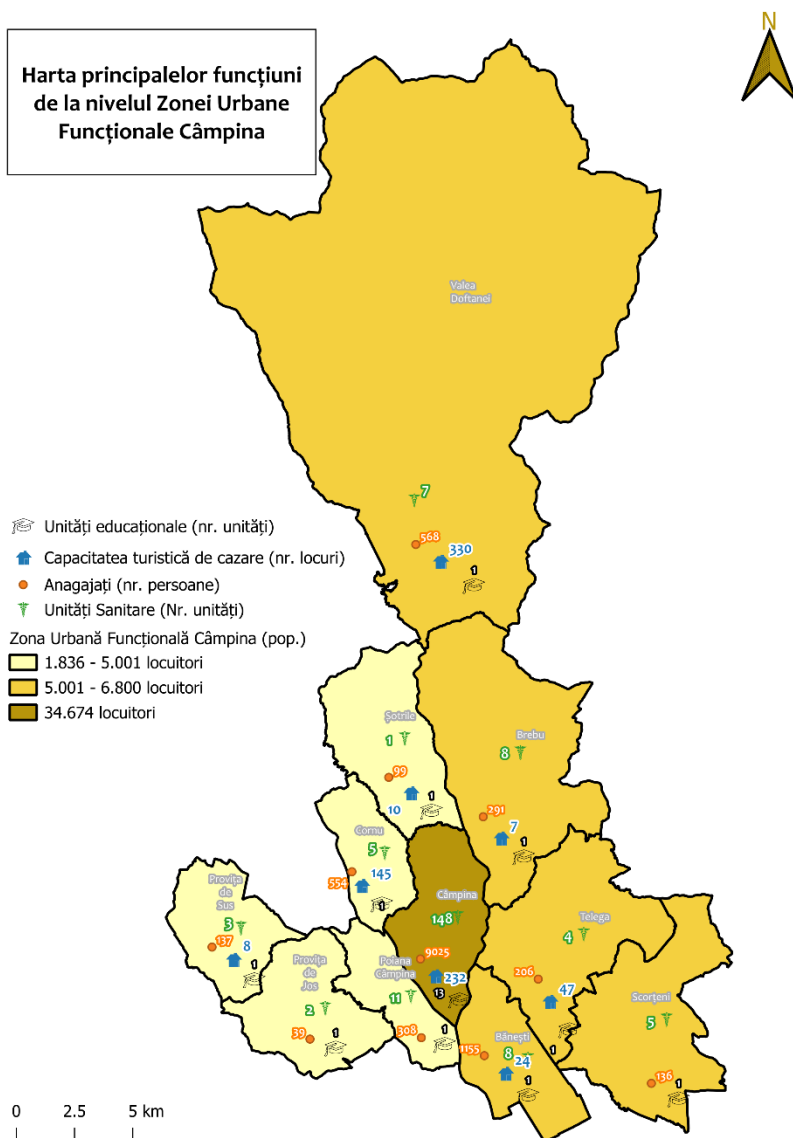 Harta principalelor funcțiuni
de la nivelul Zonei Urbane
Funcționale Câmpina
N
Valea
Doftanei
7
568
330
1
Unități educaționale (nr. unități)
Capacitatea turistică de cazare (nr. locuri)
Anagajați (nr. persoane)
Unități Sanitare (Nr. unități)
Zona Urbană Funcțională Câmpina (pop.)
1.836 - 5.001 locuitori
5.001 - 6.800 locuitori
34.674 locuitori
Șotrile
1
99
10
1
Brebu
8
291
7
1
Cornu
5
554
145
1
Câmpina
148
9025
232
13
Provița
de
Sus
3
137
8
1
Provița
de
Jos
2
39
1
Poiana
Câmpina
11
308
1
Telega
4
206
47
1
Scorțeni
5
136
1
Bănești
8
1155
24
1
0 2.5 5 km